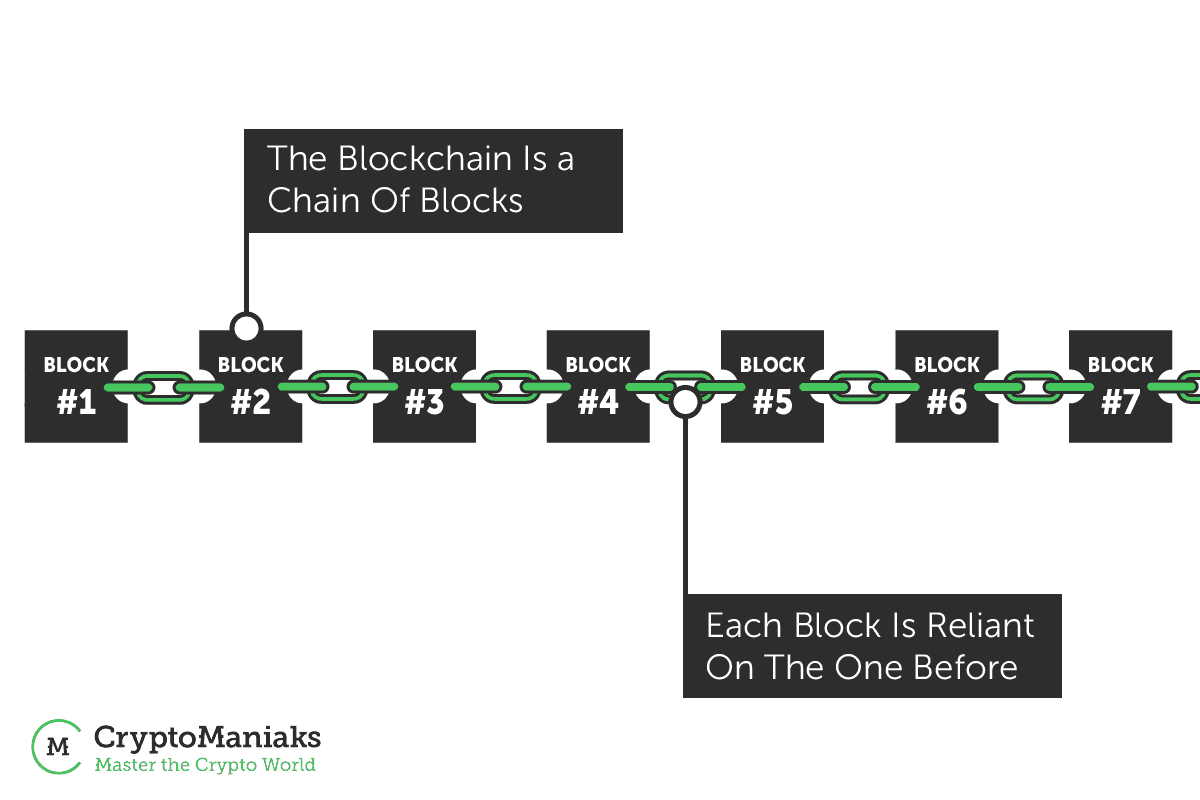 The Blockchain Is a
Chain Of Blocks
BLOCK
#1
BLOCK
#2
BLOCK
#3
BLOCK
#4
BLOCK
#5
BLOCK
#6
BLOCK
#7
Each Block Is Reliant
On The One Before
M
CryptoManiaks
Master the Crypto World